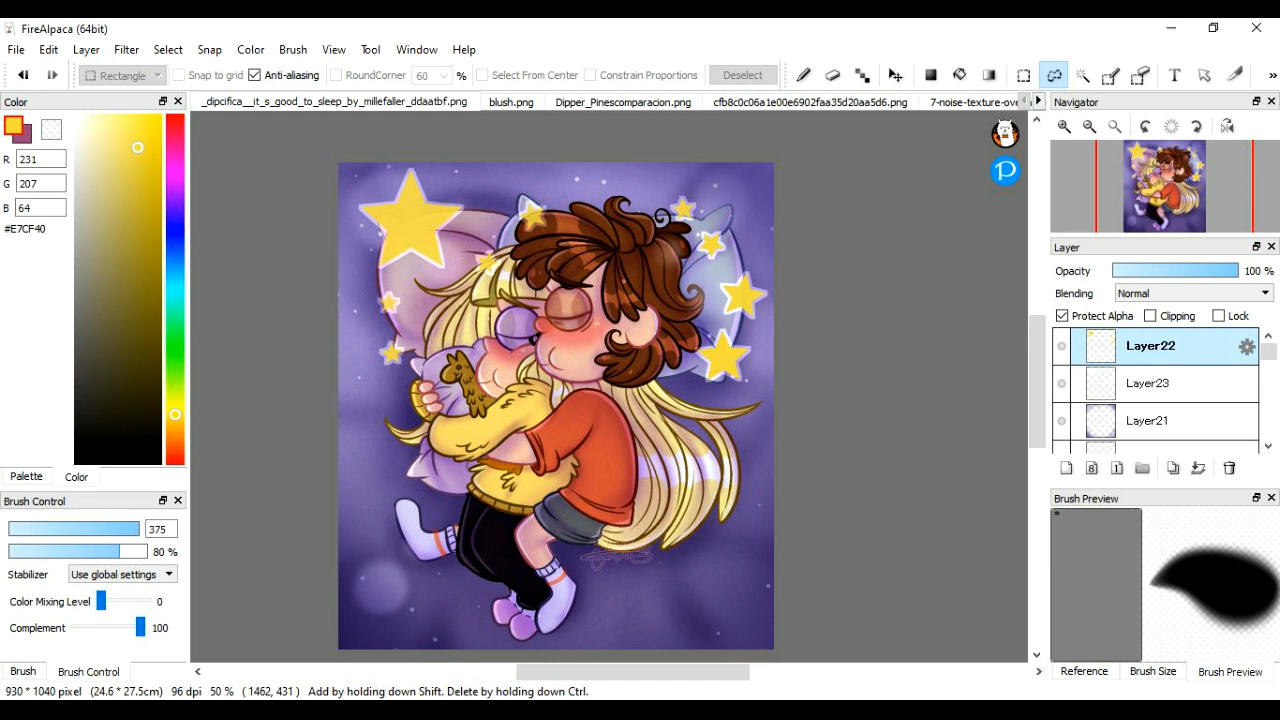 FireAlpaca (64bit)
File Edit Layer Filter Select Snap Color Brush View Tool Window Help
Rectangle Snap to grid Anti-aliasing RoundCorner 60 % Select From Center Constrain Proportions Deselect T »
Color
_dipcifica__it_s_good_to_sleep_by_millefaller_ddaatbf.png blush.png Dipper_Pinescomparacion.png cfb8c0c06a1e00e6902faa35d20aa5d6.png 7-noise-texture-ove
Navigator
R 231
G 207
B 64
#E7CF40
Palette Color
Brush Control
375
80 %
Stabilizer Use global settings
Color Mixing Level 0
Complement 100
Brush Brush Control
Layer
Opacity 100 %
Blending Normal
Protect Alpha Clipping Lock
Layer22
Layer23
Layer21
8 1
Brush Preview
Reference Brush Size Brush Preview
930 * 1040 pixel (24.6 * 27.5cm) 96 dpi 50 % ( 1462, 431 ) Add by holding down Shift. Delete by holding down Ctrl.